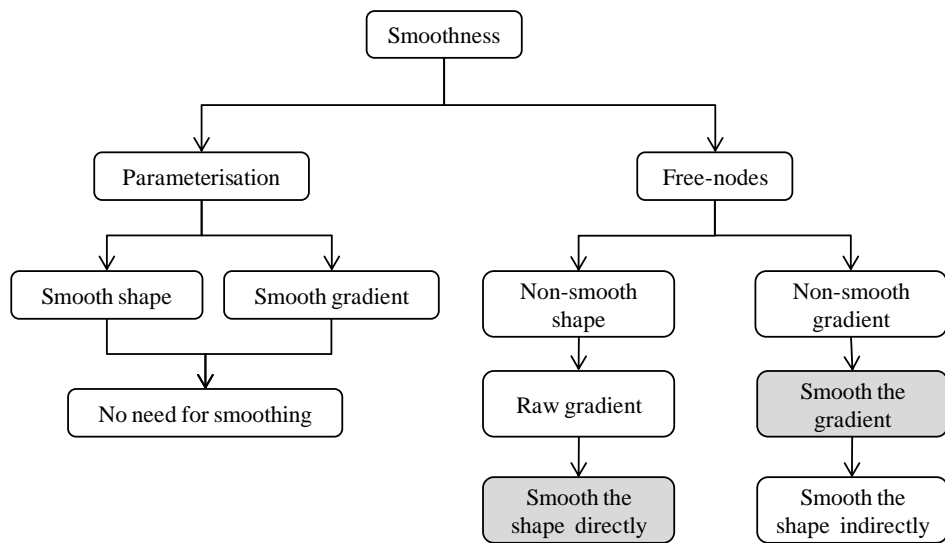 Smoothness
Parameterisation
Free-nodes
Smooth shape
Smooth gradient
Non-smooth
shape
Non-smooth
gradient
No need for smoothing
Raw gradient
Smooth the
gradient
Smooth the
shape directly
Smooth the
shape indirectly